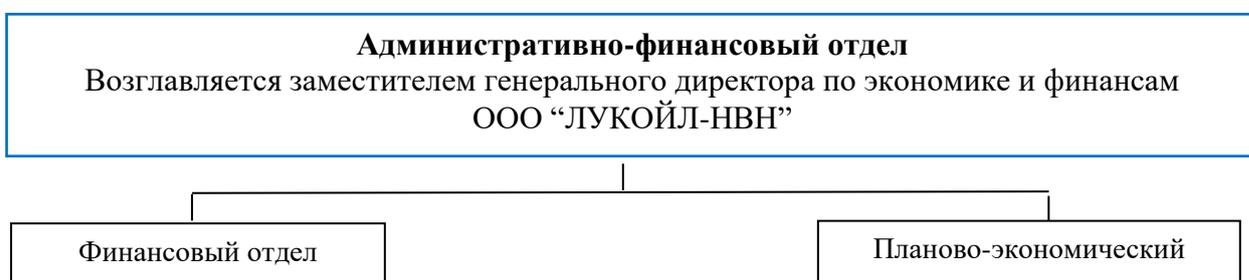 Административно-финансовый отдел
Возглавляется заместителем генерального директора по экономике и финансам
ООО “ЛУКОЙЛ-НВН”
Финансовый отдел
Планово-экономический